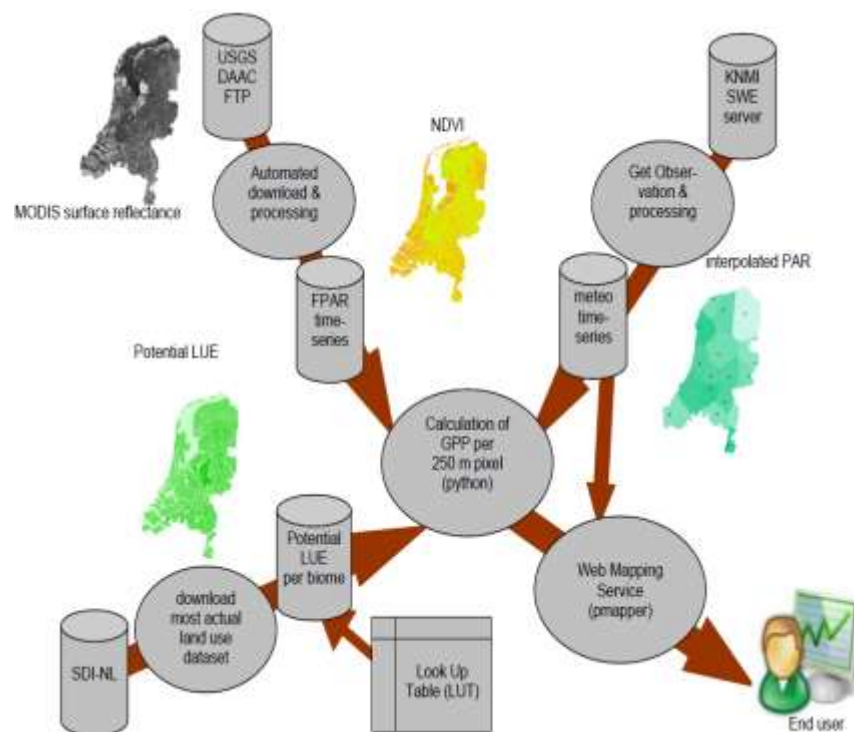 USGS
DAAC
FTP
KNMI
SWE
server
NDVI
Automated
download &
processing
Get Obser-
vation &
processing
MODIS surface reflectance
interpolated PAR
FPAR
time-
series
meteo
time-
series
Potential LUE
Calculation of
GPP per
250 m pixel
(python)
Potential
LUE
per biome
Web Mapping
Service
(pmapper)
download
most actual
land use
dataset
SDI-NL
Look Up
Table (LUT)
End user